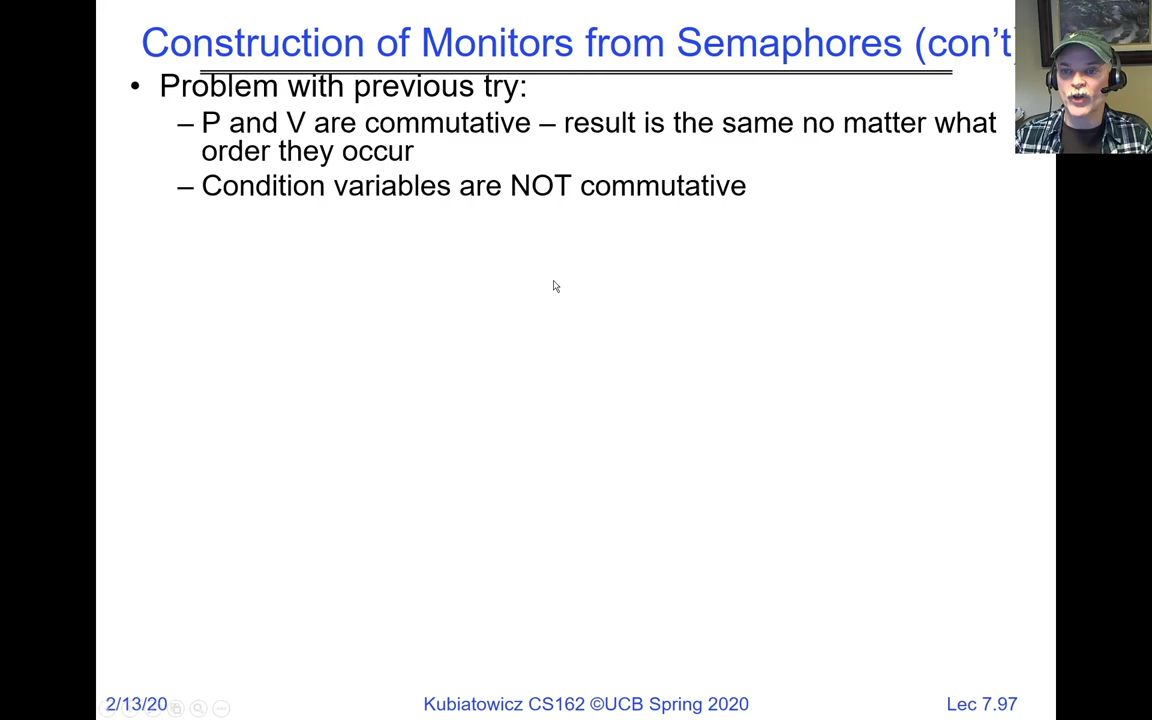 Construction of Monitors from Semaphores (con't)
• Problem with previous try:
– P and V are commutative – result is the same no matter what
order they occur
– Condition variables are NOT commutative
2/13/20 Kubiatowicz CS162 ©UCB Spring 2020 Lec 7.97